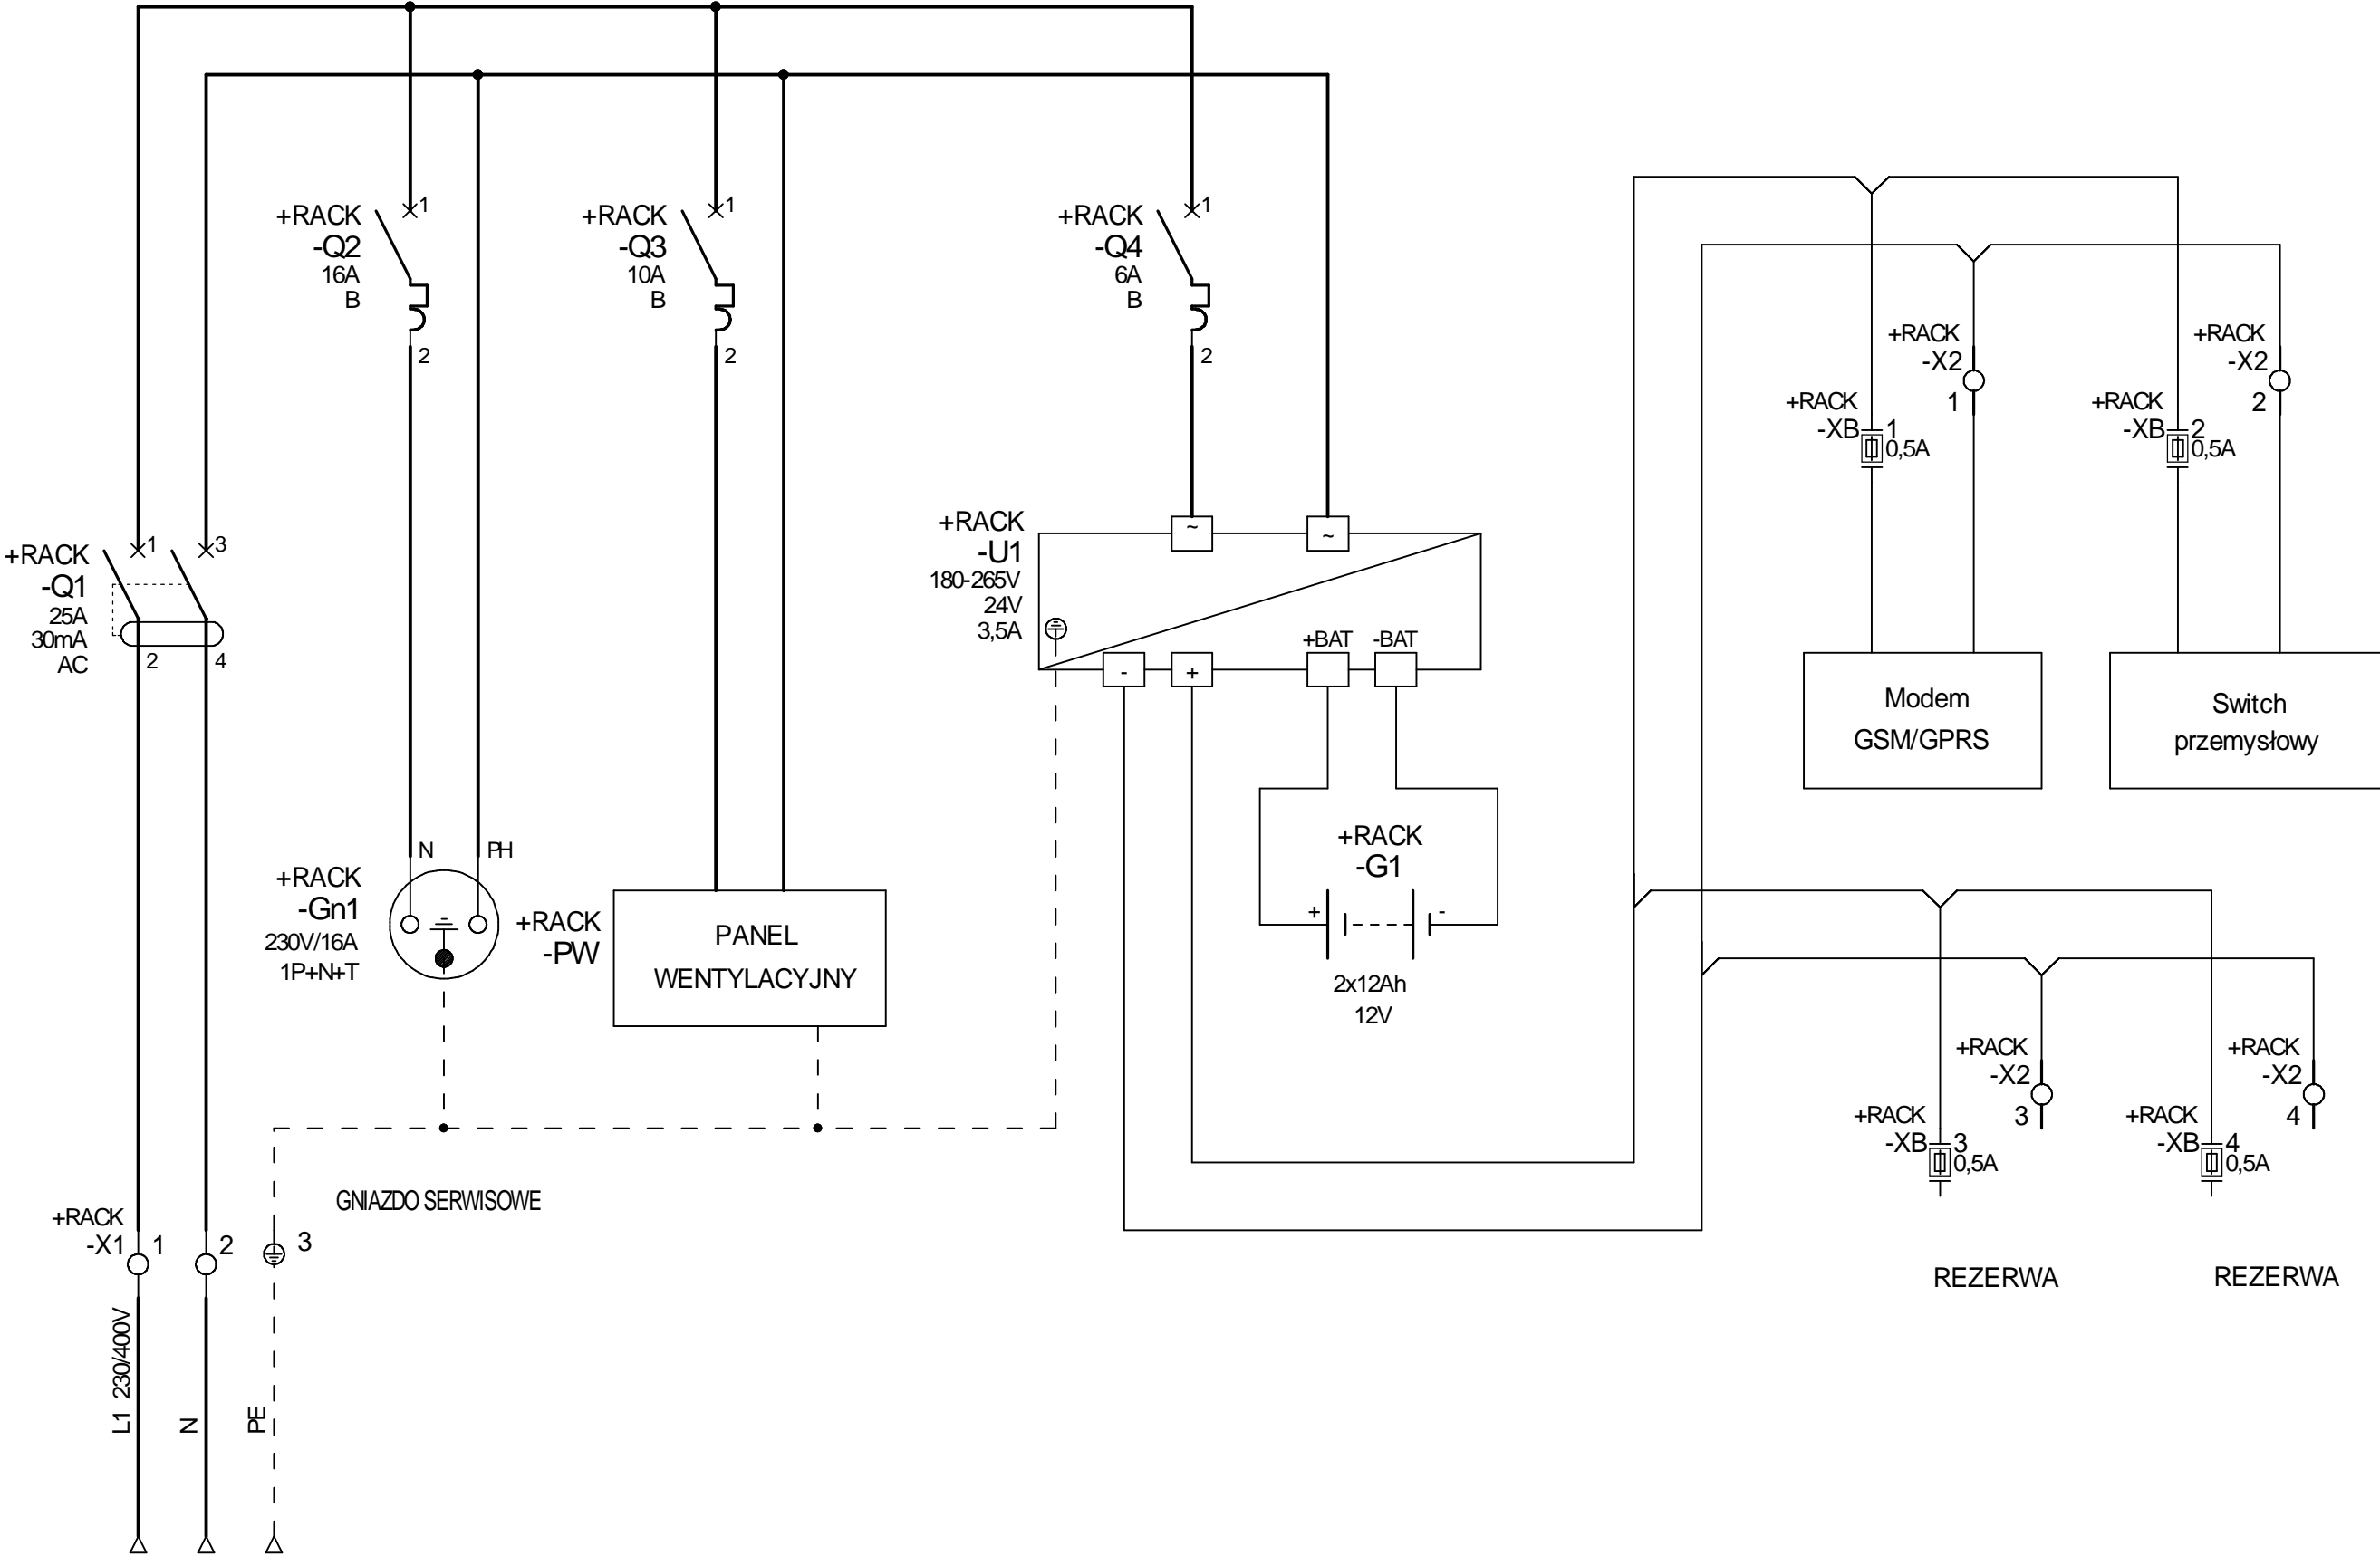 +RACK
-Q2
16A
B
1
2
+RACK
-Q3
10A
B
1
2
+RACK
-Q4
6A
B
1
2
+RACK
-X2
1
+RACK
-XB
1
0,5A
+RACK
-X2
2
+RACK
-XB
2
0,5A
+RACK
-Q1
25A
30mA
AC
1
3
2
4
+RACK
-U1
180-265V
24V
3,5A
~
~
+BAT
-BAT
-
+
Modem
GSM/GPRS
Switch
przemysłowy
N
PH
+RACK
-Gn1
230V/16A
1P+N+T
+RACK
-PW
PANEL
WENTYLACYJNY
+RACK
-G1
+
-
2x12Ah
12V
+RACK
-X2
3
+RACK
-XB
3
0,5A
+RACK
-X2
4
+RACK
-XB
4
0,5A
GNIAZDO SERWISOWE
+RACK
-X1
1
2
3
REZERWA
REZERWA
L1 230/400V
N
PE